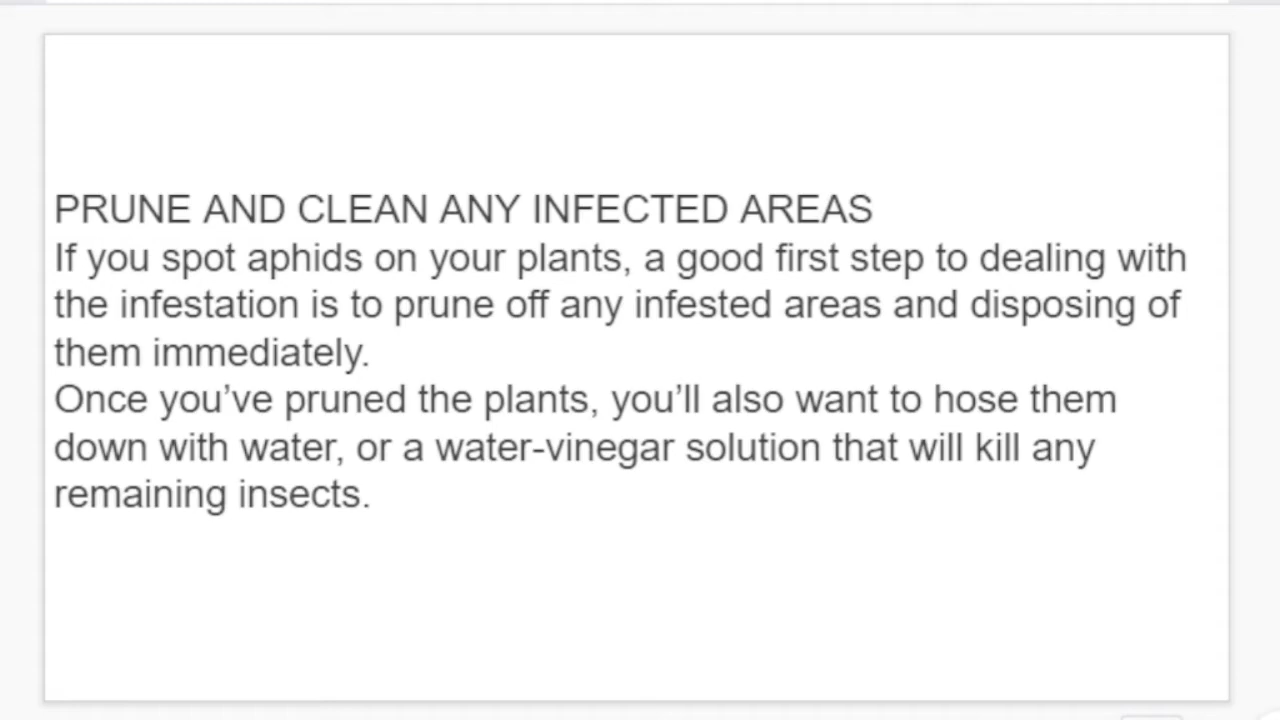 PRUNE AND CLEAN ANY INFECTED AREAS
If you spot aphids on your plants, a good first step to dealing with
the infestation is to prune off any infested areas and disposing of
them immediately.
Once you’ve pruned the plants, you’ll also want to hose them
down with water, or a water-vinegar solution that will kill any
remaining insects.